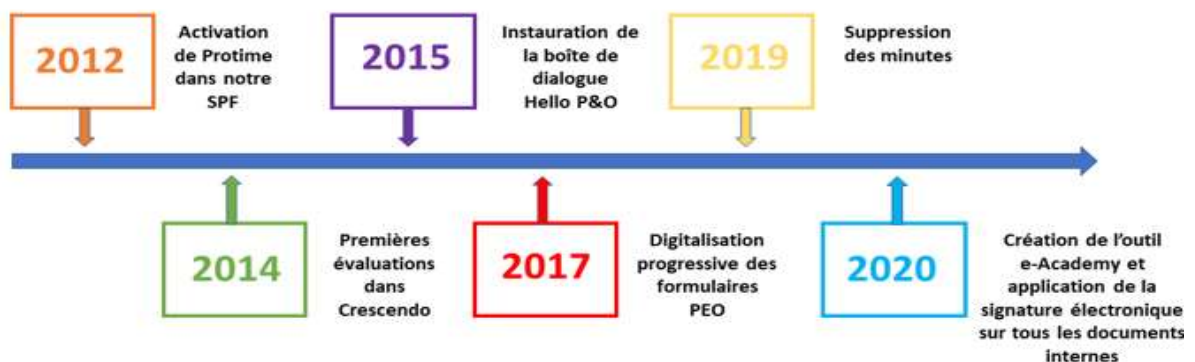 2012
Activation
de Protime
dans notre
SPF
2015
Instauration de
la boîte de
dialogue
Hello P&O
2019
Suppression
des minutes
2014
Premières
évaluations
dans
Crescendo
2017
Digitalisation
progressive des
formulaires
PEO
2020
Création de l’outil
e-Academy et
application de la
signature électronique
sur tous les documents
internes